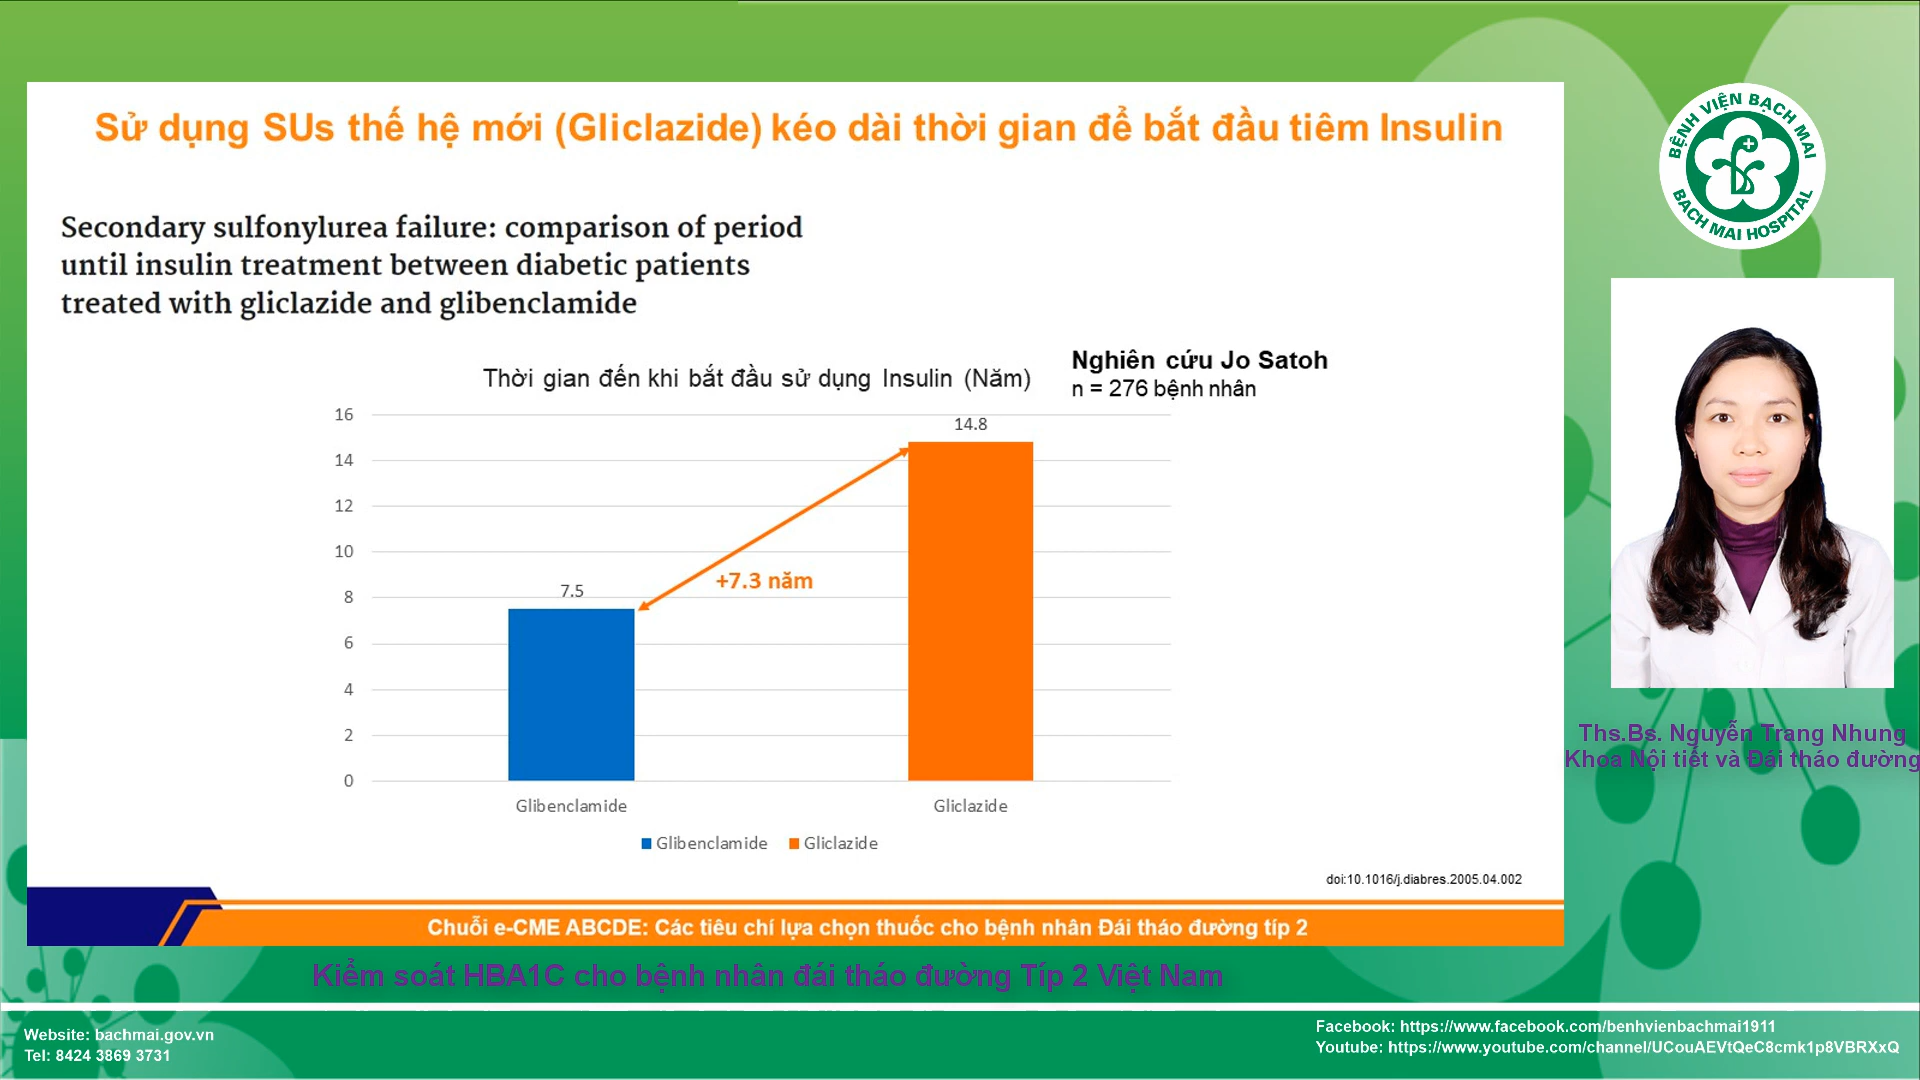 Sử dụng SUs thế hệ mới (Gliclazide) kéo dài thời gian để bắt đầu tiêm Insulin
BỆNH VIỆN BẠCH MAI
BACH MAI HOSPITAL
Secondary sulfonylurea failure: comparison of period
until insulin treatment between diabetic patients
treated with gliclazide and glibenclamide
Thời gian đến khi bắt đầu sử dụng Insulin (Năm)
Nghiên cứu Jo Satoh
n = 276 bệnh nhân
16
14
12
10
8
6
4
2
0
7.5
14.8
+7.3 năm
Glibenclamide
Gliclazide
Glibenclamide Gliclazide
doi:10.1016/j.diabres.2005.04.002
Chuỗi e-CME ABCDE: Các tiêu chí lựa chọn thuốc cho bệnh nhân Đái tháo đường típ 2
Ths.Bs. Nguyễn Trang Nhung
Khoa Nội tiết và Đái tháo đường
Kiểm soát HBA1C cho bệnh nhân đái tháo đường Típ 2 Việt Nam
Website: bachmai.gov.vn
Tel: 8424 3869 3731
Facebook: https://www.facebook.com/benhvienbachmai1911
Youtube: https://www.youtube.com/channel/UCouAEVtQeC8cmk1p8VBRXxQ